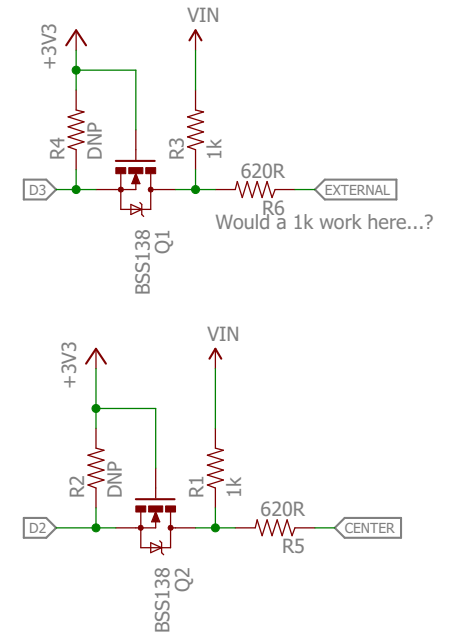 VIN
+3V3
R4
DNP
R3
1k
620R
D3
EXTERNAL
R6
Would a 1k work here...?
BSS138
Q1
VIN
+3V3
R2
DNP
R1
1k
620R
D2
CENTER
R5
BSS138
Q2